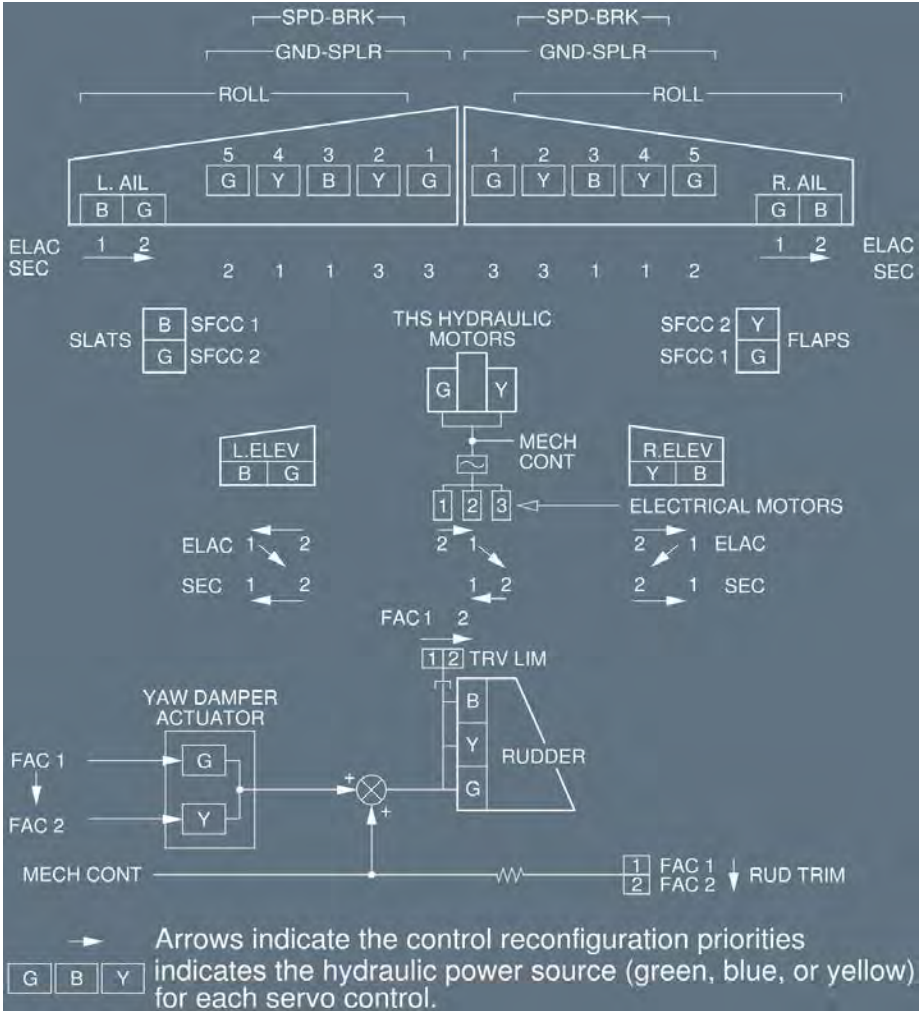 SPD-BRK SPD-BRK
GND-SPLR GND-SPLR
ROLL ROLL
5 4 3 2 1 1 2 3 4 5
G Y B Y G G Y B Y G
L. AIL R. AIL
B G G B
ELAC 1 2 1 2 ELAC
SEC 2 1 1 3 3 3 3 1 1 2 SEC
THS HYDRAULIC
MOTORS
SLATS B SFCC 1 SFCC 2 Y FLAPS
G SFCC 2 SFCC 1 G
G Y
MECH
CONT
L.ELEV R.ELEV
B G Y B
1 2 3 ELECTRICAL MOTORS
ELAC 1 2 2 1 2 1 ELAC
SEC 1 2 1 2 2 1 SEC
FAC 1 2
1 2 TRV LIM
YAW DAMPER
ACTUATOR
B
Y RUDDER
G
FAC 1 G
FAC 2 Y
+
+
MECH CONT
1 FAC 1 RUD TRIM
2 FAC 2
Arrows indicate the control reconfiguration priorities
G B Y indicates the hydraulic power source (green, blue, or yellow)
for each servo control.